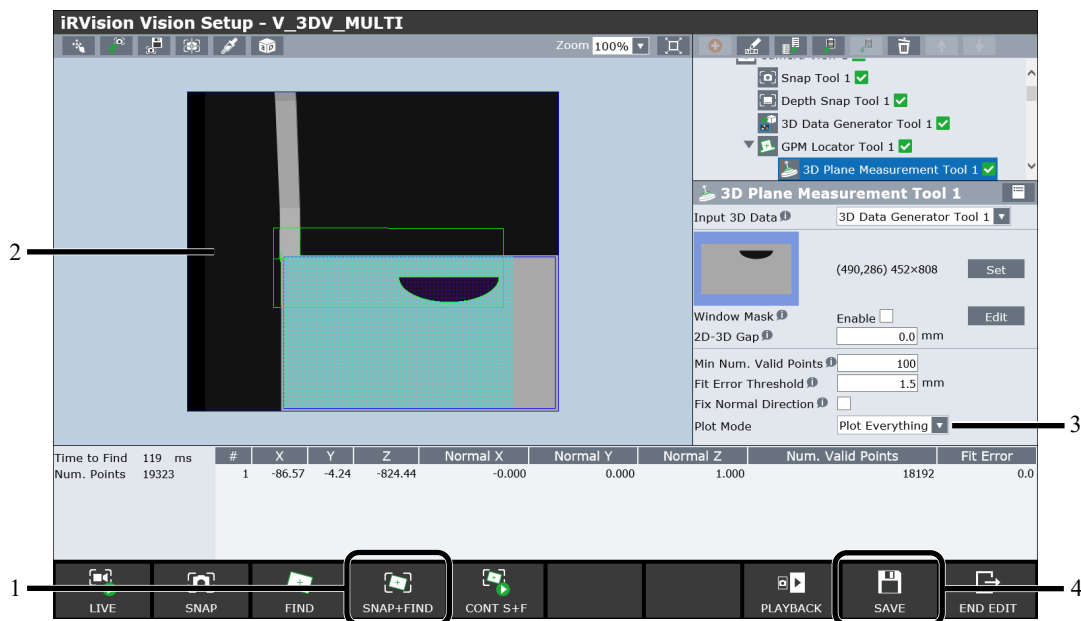 iRVision Vision Setup - V_3DV_MULTI
Zoom 100%
Snap Tool 1
Depth Snap Tool 1
3D Data Generator Tool 1
GPM Locator Tool 1
3D Plane Measurement Tool 1
3D Plane Measurement Tool 1
Input 3D Data 3D Data Generator Tool 1
(490,286) 452×808 Set
Window Mask Enable Edit
2D-3D Gap 0.0 mm
Min Num. Valid Points 100
Fit Error Threshold 1.5 mm
Fix Normal Direction
Plot Mode Plot Everything
2
3
Time to Find 119 ms # X Y Z Normal X Normal Y Normal Z Num. Valid Points Fit Error
Num. Points 19323 1 -86.57 -4.24 -824.44 -0.000 0.000 1.000 18192 0.0
1
4
LIVE SNAP FIND SNAP+FIND CONT S+F PLAYBACK SAVE END EDIT